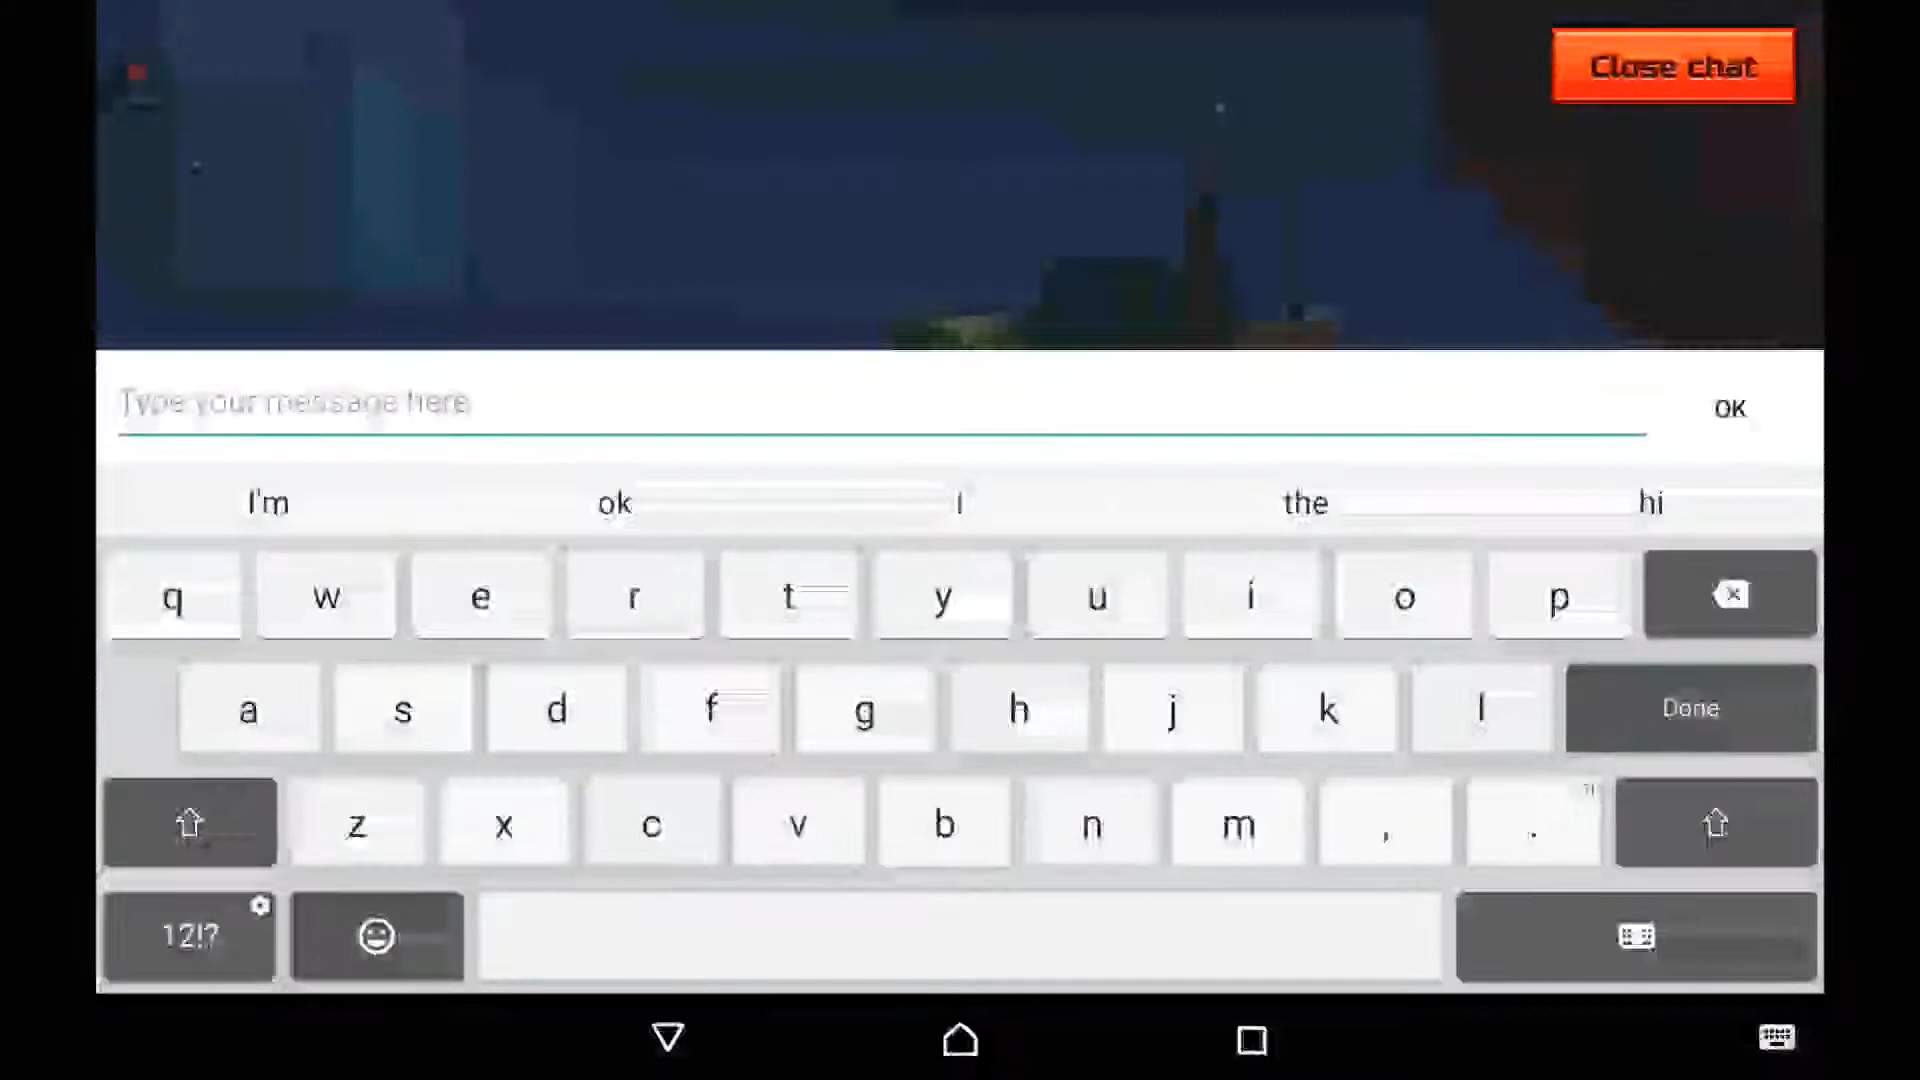 Close chat
Type your message here
OK
I'm ok I the hi
q w e r t y u i o p
a s d f g h j k l Done
z x c v b n m , .
12!?